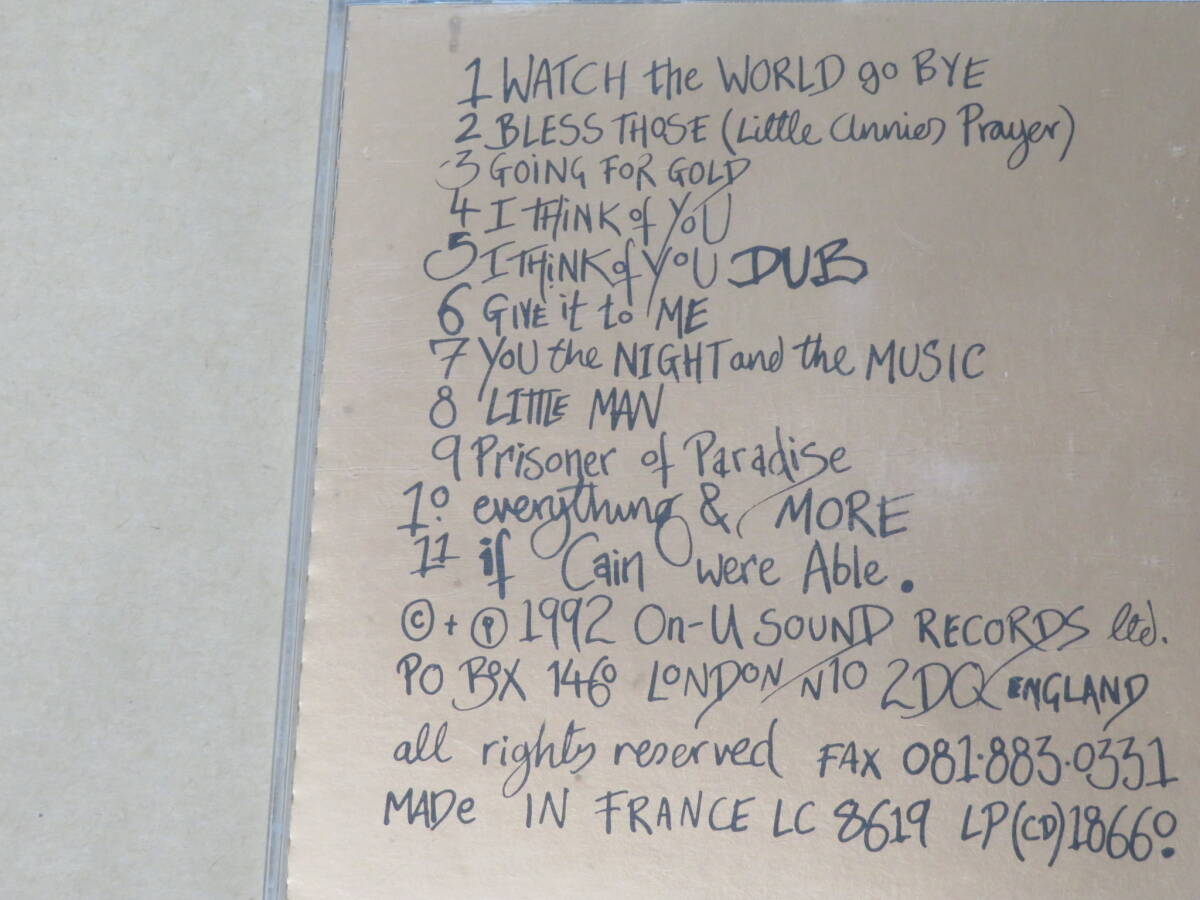 1 WATCH the WORLD go BYE
2 BLESS THOSE (Little Annies Prayer)
3 GOING FOR GOLD
4 I THiNK of YoU
5 I THiNK of YoU DUB
6 GIVE it to ME
7 YoU the NIGHT and the MUSIC
8 LITTLE MAN
9 Prisoner of Paradise
10 everything & MORE
11 if Cain were Able.
© + ℗ 1992 On-U SOUND RECORDS ltd.
PO BoX 1460 LONDON N10 2DQ ENGLAND
all rights reserved FAX 081·883·0331
MADe IN FRANCE LC 8619 LP(CD)18660